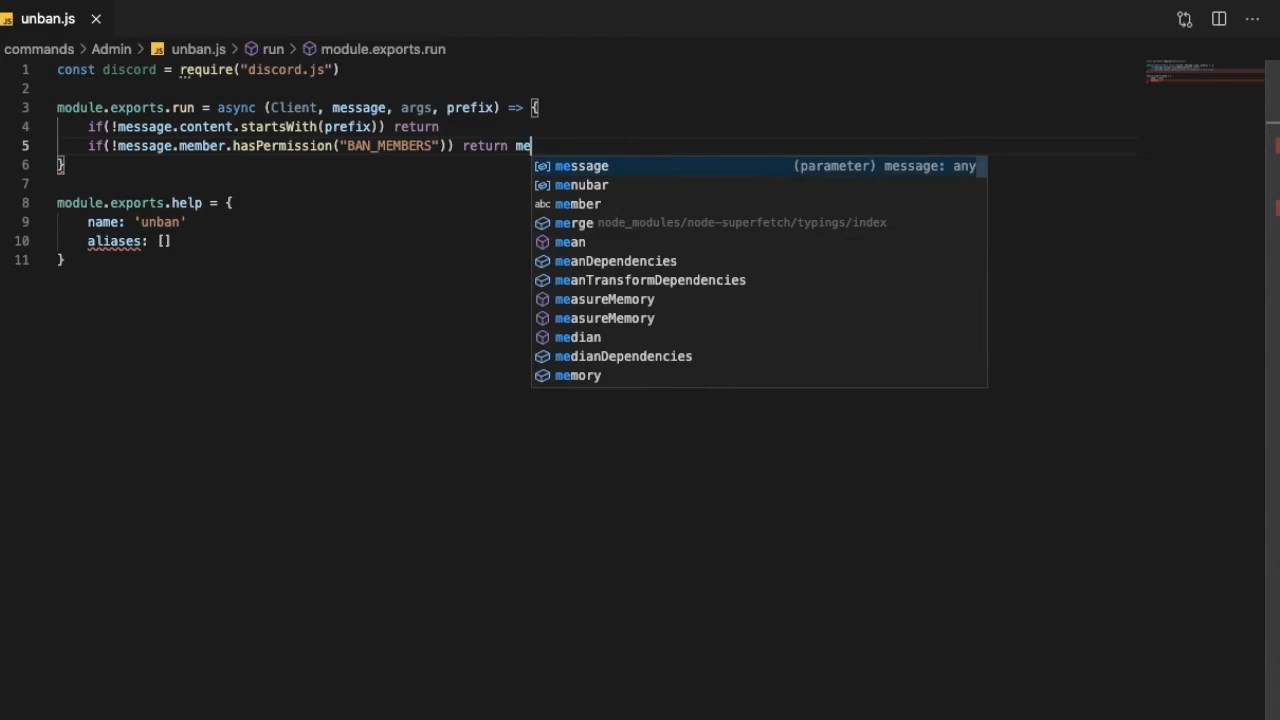 JS unban.js ×
commands > Admin > JS unban.js > run > module.exports.run
1 const discord = require("discord.js")
2
3 module.exports.run = async (Client, message, args, prefix) => {
4 if(!message.content.startsWith(prefix)) return
5 if(!message.member.hasPermission("BAN_MEMBERS")) return me
6 }
message (parameter) message: any
7
menubar
8 module.exports.help = {
abc member
9 name: 'unban'
merge node_modules/node-superfetch/typings/index
10 aliases: []
mean
11 }
meanDependencies
meanTransformDependencies
measureMemory
measureMemory
median
medianDependencies
memory